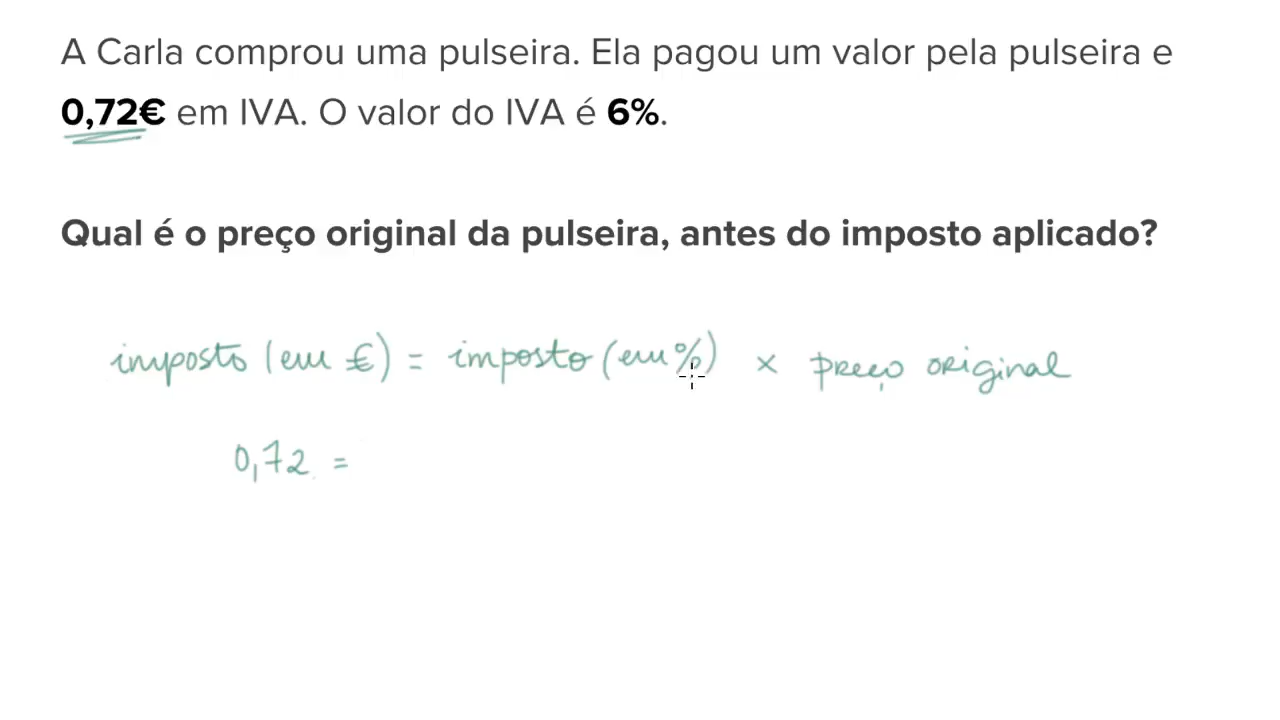 A Carla comprou uma pulseira. Ela pagou um valor pela pulseira e
0,72€ em IVA. O valor do IVA é 6%.
Qual é o preço original da pulseira, antes do imposto aplicado?
imposto (em €) = imposto (em %) × preço original
0,72 =